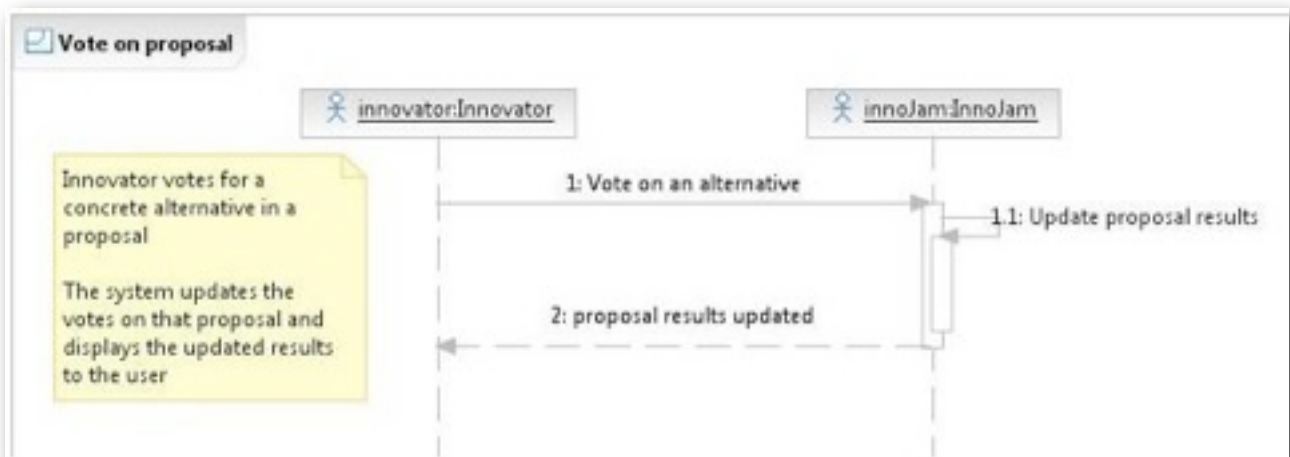 Vote on proposal
innovator:Innovator
innoJam:InnoJam
Innovator votes for a
concrete alternative in a
proposal
The system updates the
votes on that proposal and
displays the updated results
to the user
1: Vote on an alternative
1.1: Update proposal results
2: proposal results updated